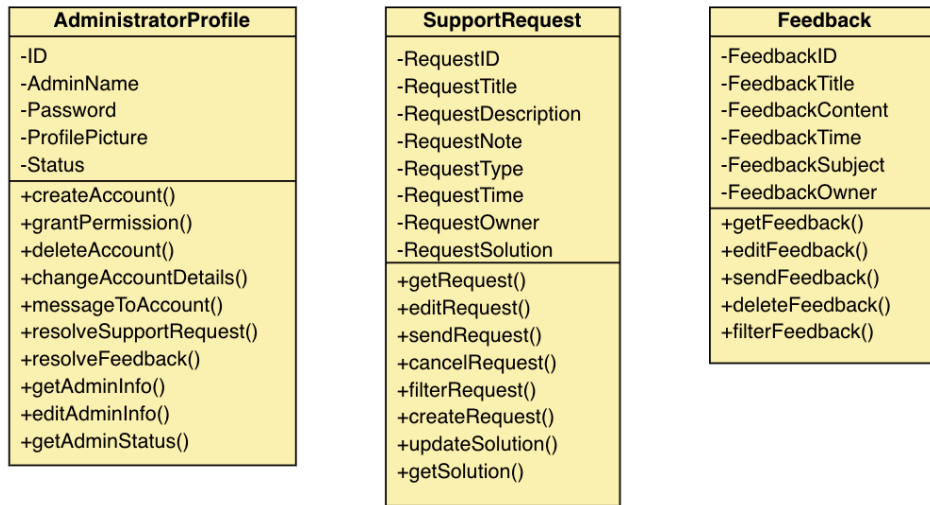 AdministratorProfile
-ID
-AdminName
-Password
-ProfilePicture
-Status
+createAccount()
+grantPermission()
+deleteAccount()
+changeAccountDetails()
+messageToAccount()
+resolveSupportRequest()
+resolveFeedback()
+getAdminInfo()
+editAdminInfo()
+getAdminStatus()
SupportRequest
-RequestID
-RequestTitle
-RequestDescription
-RequestNote
-RequestType
-RequestTime
-RequestOwner
-RequestSolution
+getRequest()
+editRequest()
+sendRequest()
+cancelRequest()
+filterRequest()
+createRequest()
+updateSolution()
+getSolution()
Feedback
-FeedbackID
-FeedbackTitle
-FeedbackContent
-FeedbackTime
-FeedbackSubject
-FeedbackOwner
+getFeedback()
+editFeedback()
+sendFeedback()
+deleteFeedback()
+filterFeedback()